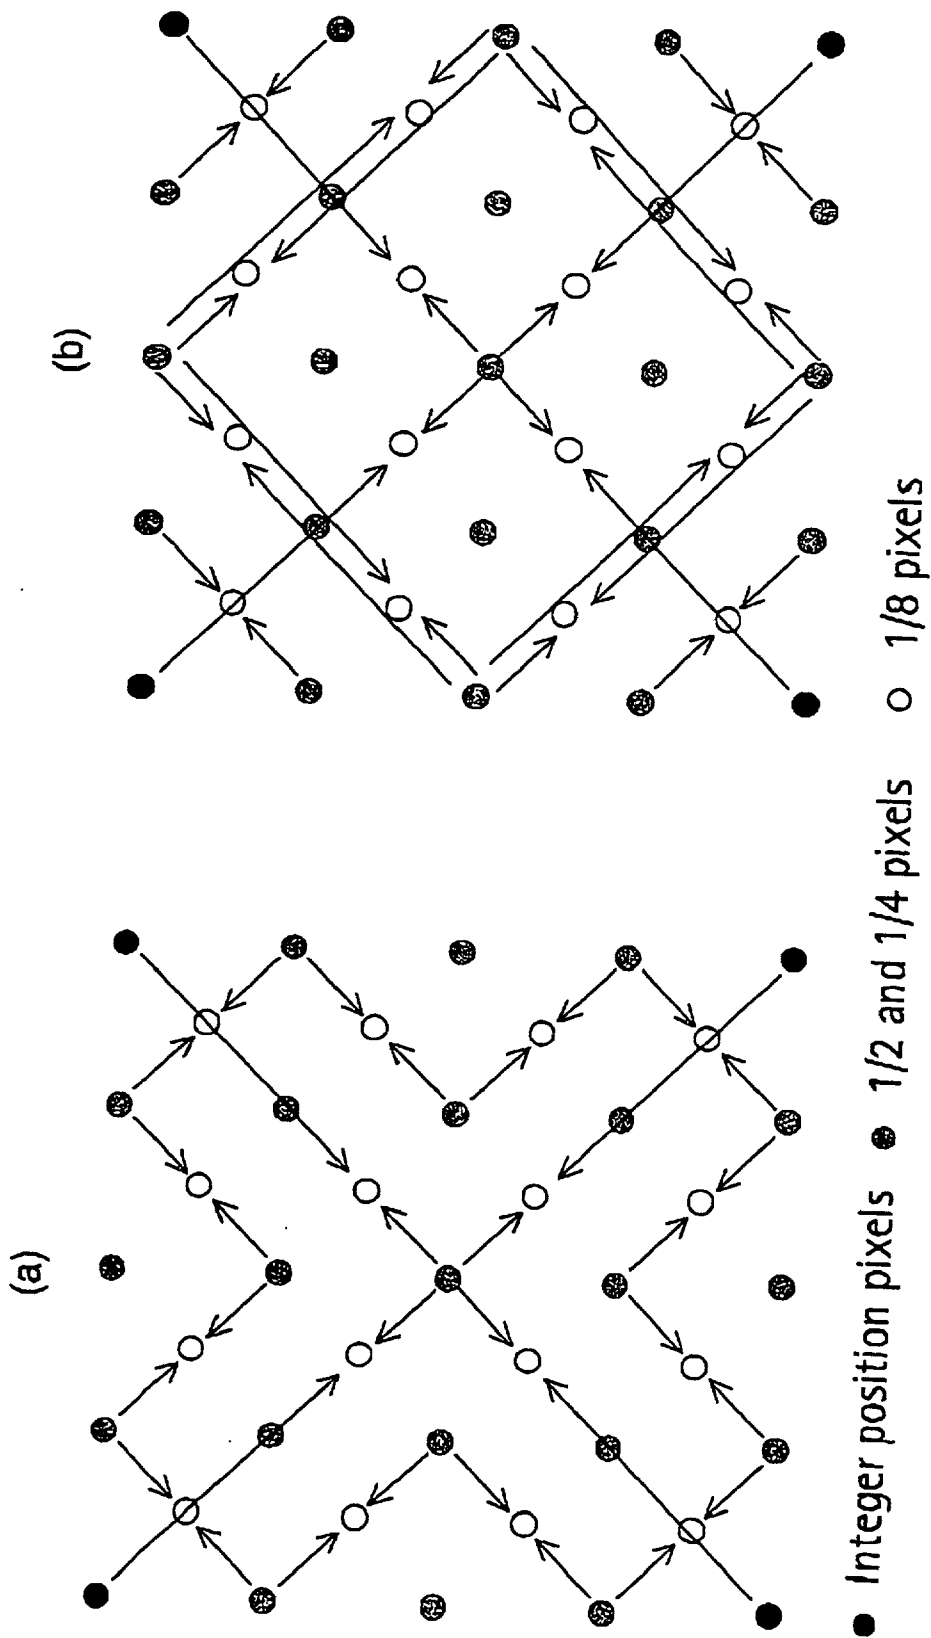 (a)
(b)
Integer position pixels
1/2 and 1/4 pixels
1/8 pixels